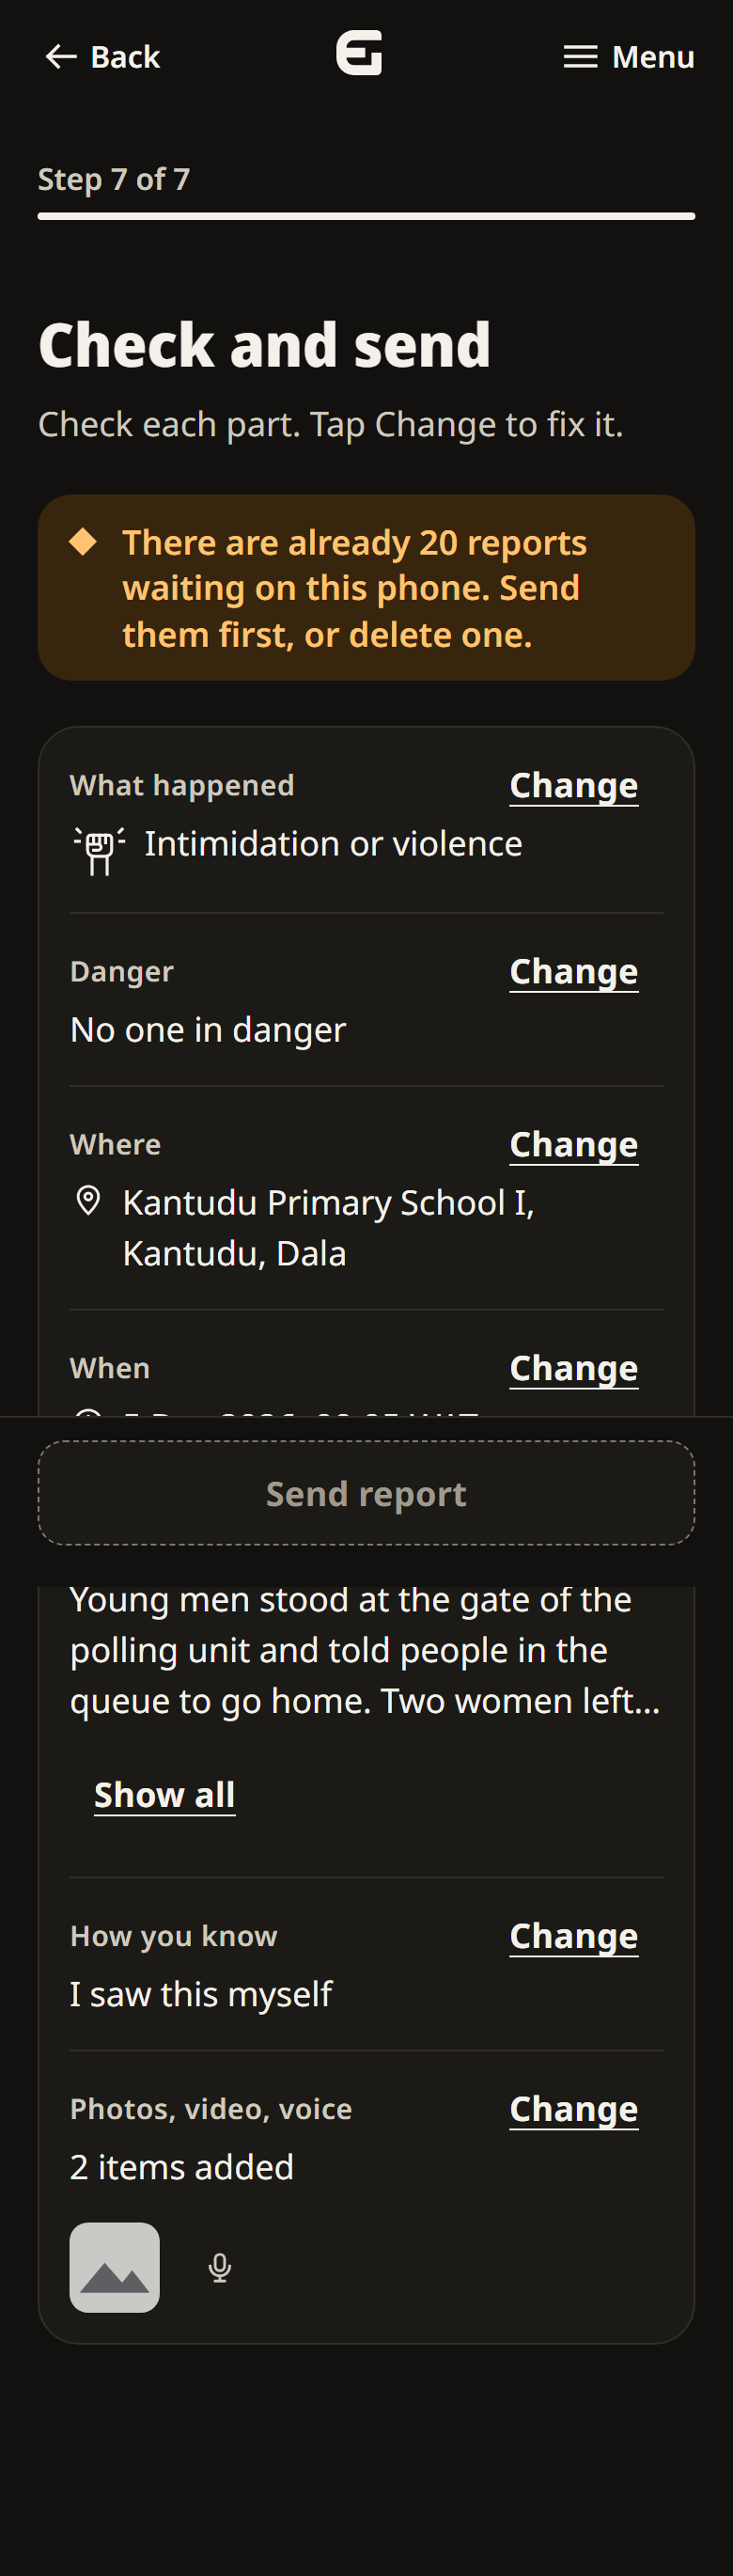 Back
Menu
Step 7 of 7
Check and send
Check each part. Tap Change to fix it.
There are already 20 reports
waiting on this phone. Send
them first, or delete one.
What happened
Change
Intimidation or violence
Danger
Change
No one in danger
Where
Change
Kantudu Primary School I,
Kantudu, Dala
When
Change
Send report
Young men stood at the gate of the
polling unit and told people in the
queue to go home. Two women left…
Show all
How you know
Change
I saw this myself
Photos, video, voice
Change
2 items added